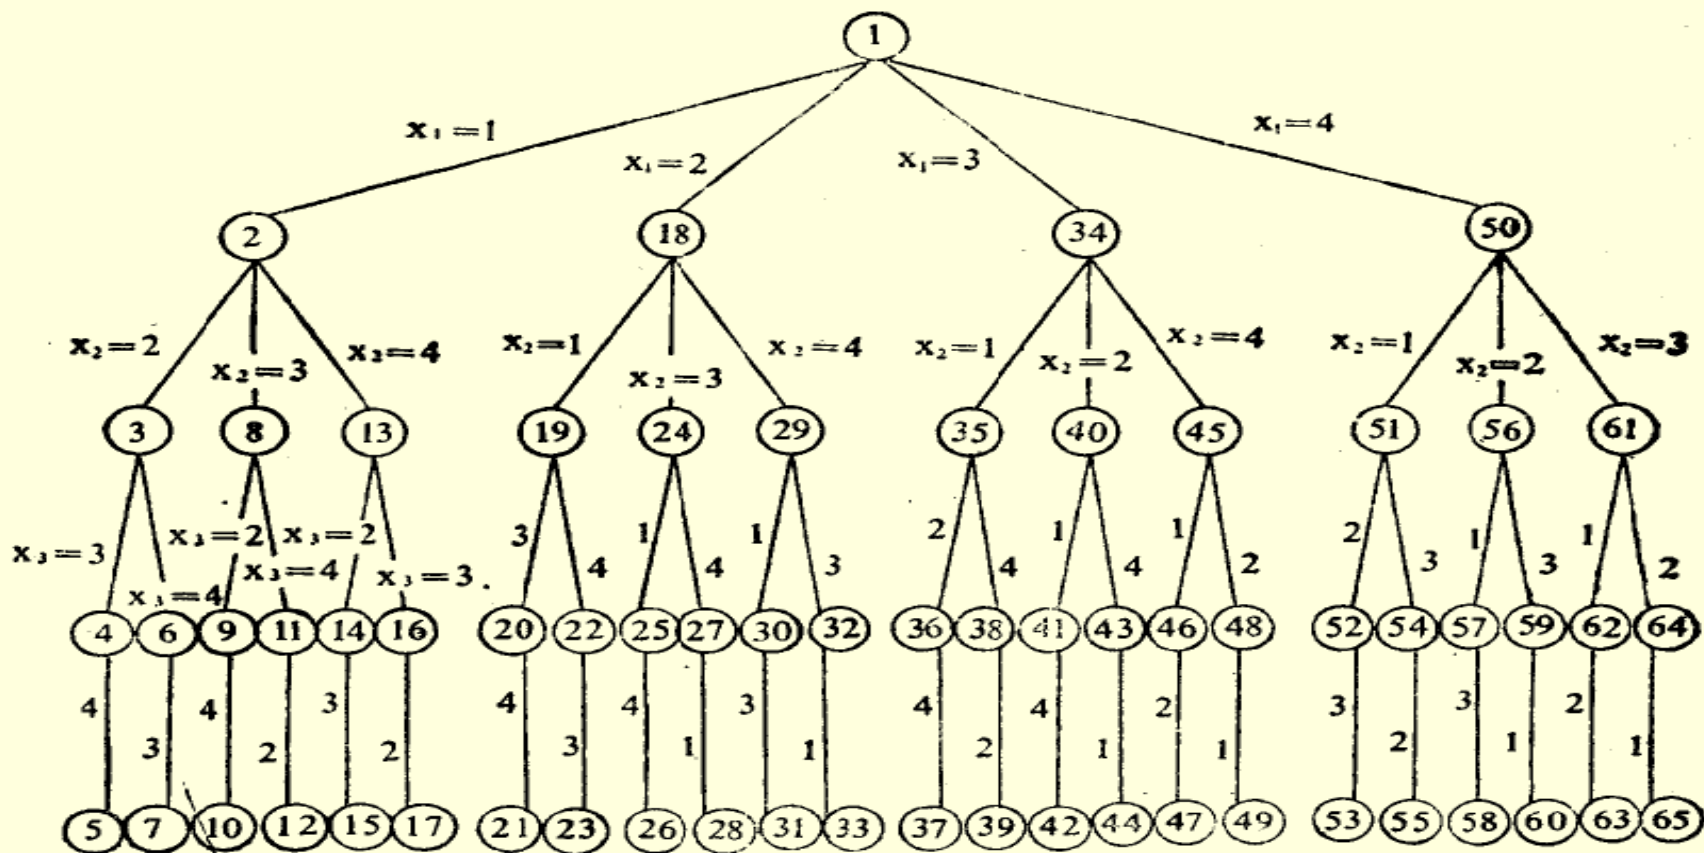 1
x₁=1 x₁=2 x₁=3 x₁=4
2 18 34 50
x₂=2 x₂=3 x₂=4 x₂=1 x₂=3 x₂=4 x₂=1 x₂=2 x₂=4 x₂=1 x₂=2 x₂=3
3 8 13 19 24 29 35 40 45 51 56 61
x₃=3 x₃=4 x₃=2 x₃=4 x₃=2 x₃=3. 3 4 1 4 1 3 2 4 1 4 1 2 2 3 1 3 1 2
4 6 9 11 14 16 20 22 25 27 30 32 36 38 41 43 46 48 52 54 57 59 62 64
4 3 4 2 3 2 4 3 4 1 3 1 4 2 4 1 2 1 3 2 3 1 2 1
5 7 10 12 15 17 21 23 26 28 31 33 37 39 42 44 47 49 53 55 58 60 63 65